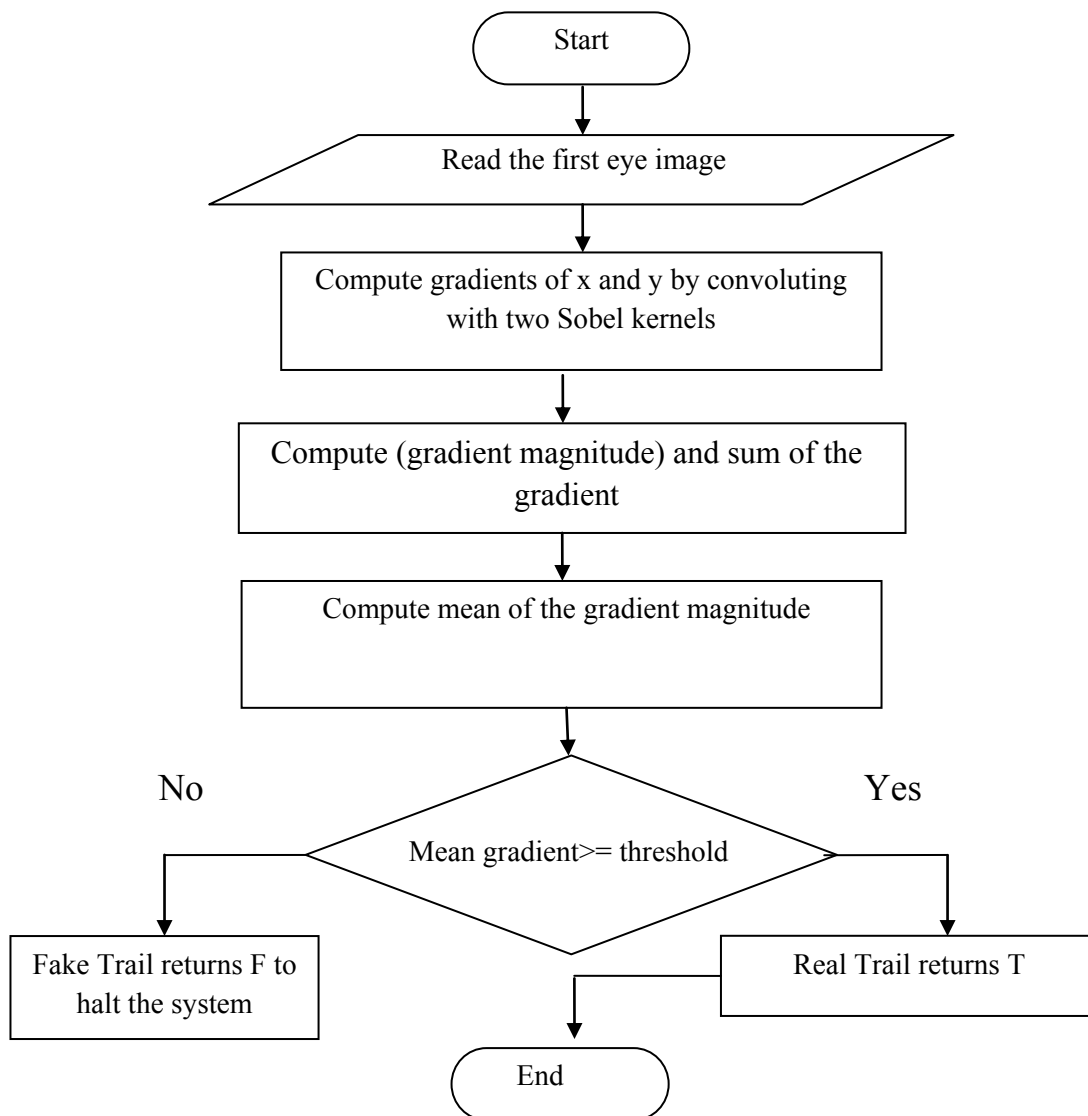 Start
Read the first eye image
Compute gradients of x and y by convoluting
with two Sobel kernels
Compute (gradient magnitude) and sum of the
gradient
Compute mean of the gradient magnitude
No
Yes
Mean gradient>= threshold
Fake Trail returns F to
halt the system
Real Trail returns T
End